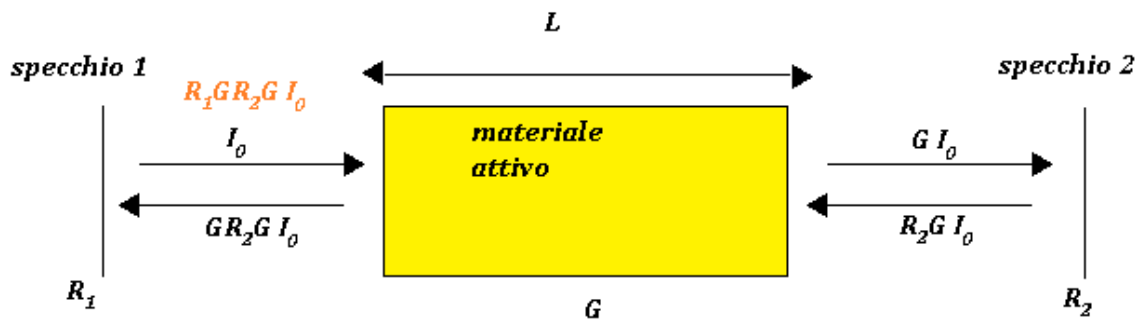 L
specchio 1
specchio 2
R₁GR₂G I₀
I₀
materiale
attivo
G I₀
GR₂G I₀
R₂G I₀
R₁
G
R₂